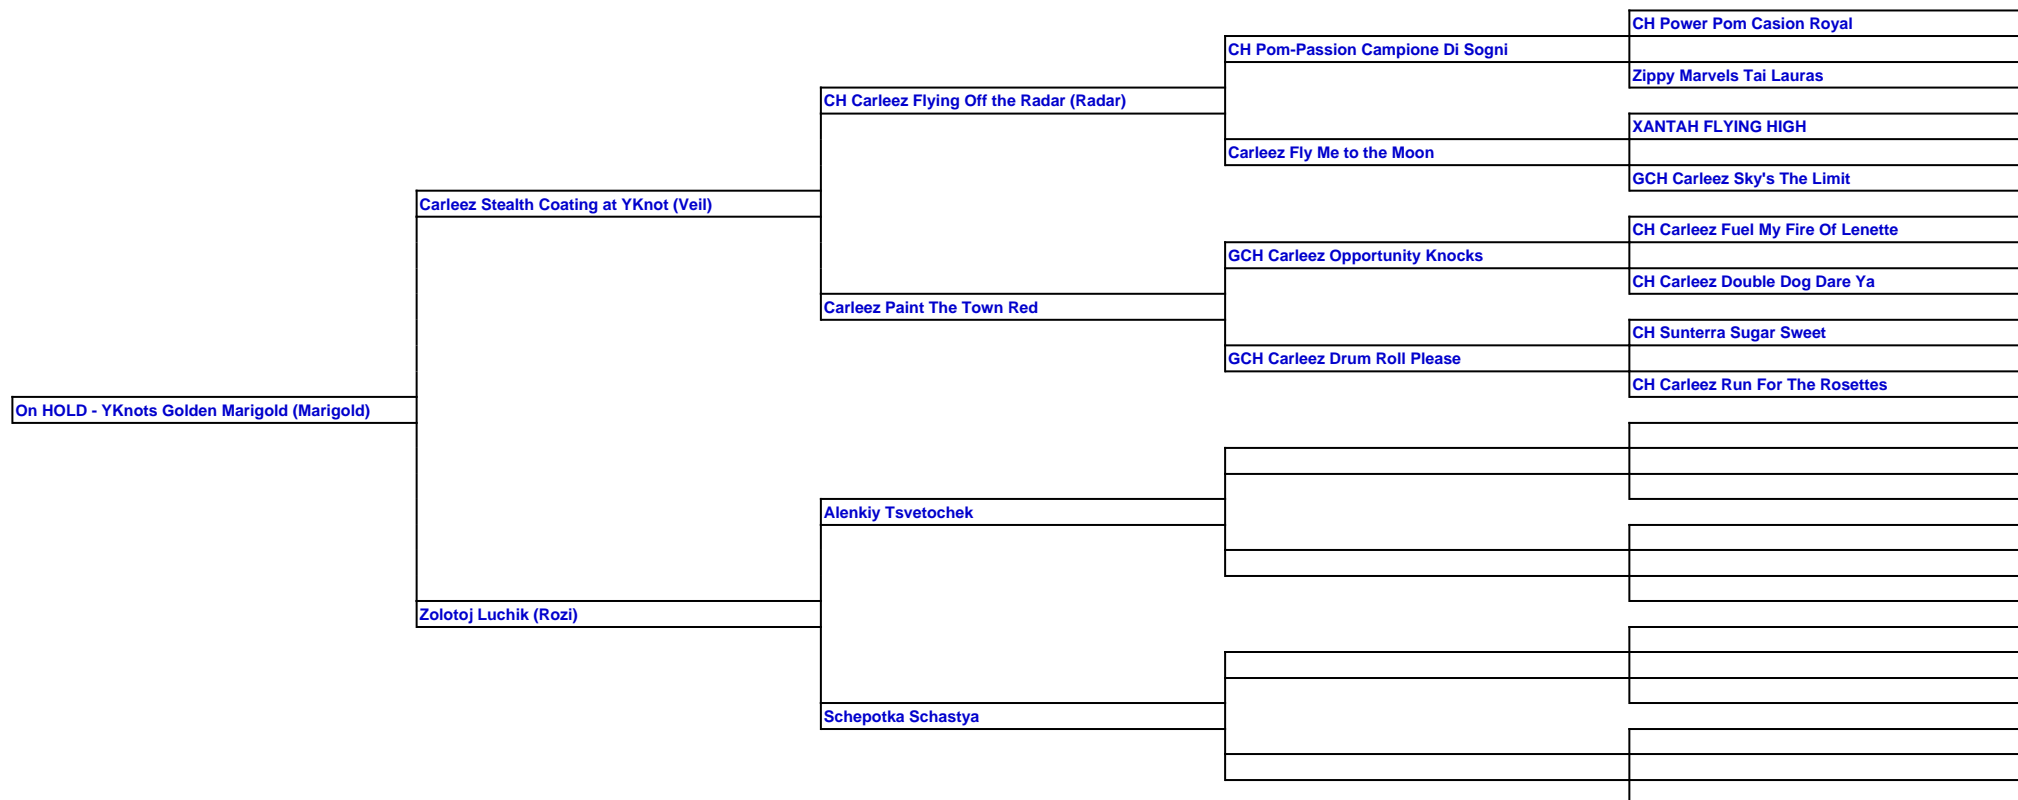 CH Power Pom Casion Royal
CH Pom-Passion Campione Di Sogni
Zippy Marvels Tai Lauras
CH Carleez Flying Off the Radar (Radar)
XANTAH FLYING HIGH
Carleez Fly Me to the Moon
GCH Carleez Sky's The Limit
Carleez Stealth Coating at YKnot (Veil)
CH Carleez Fuel My Fire Of Lenette
GCH Carleez Opportunity Knocks
CH Carleez Double Dog Dare Ya
Carleez Paint The Town Red
CH Sunterra Sugar Sweet
GCH Carleez Drum Roll Please
CH Carleez Run For The Rosettes
On HOLD - YKnots Golden Marigold (Marigold)
Alenkiy Tsvetochek
Zolotoj Luchik (Rozi)
Schepotka Schastya